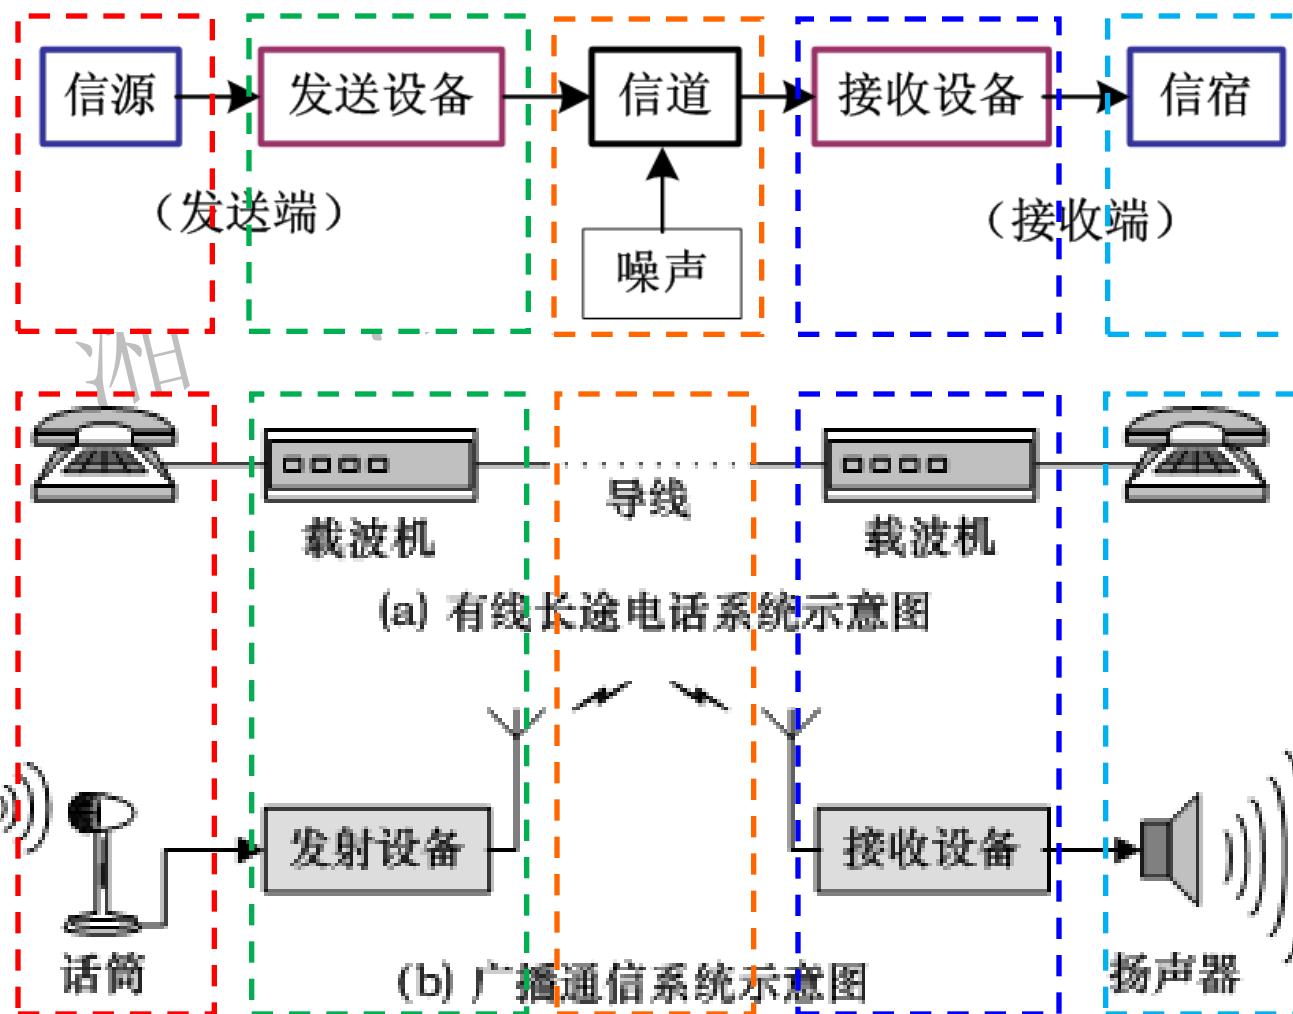 信源 发送设备 信道 接收设备 信宿
(发送端) (接收端)
噪声
湘
导线
载波机 载波机
(a) 有线长途电话系统示意图
发射设备 接收设备
话筒 扬声器
(b) 广播通信系统示意图